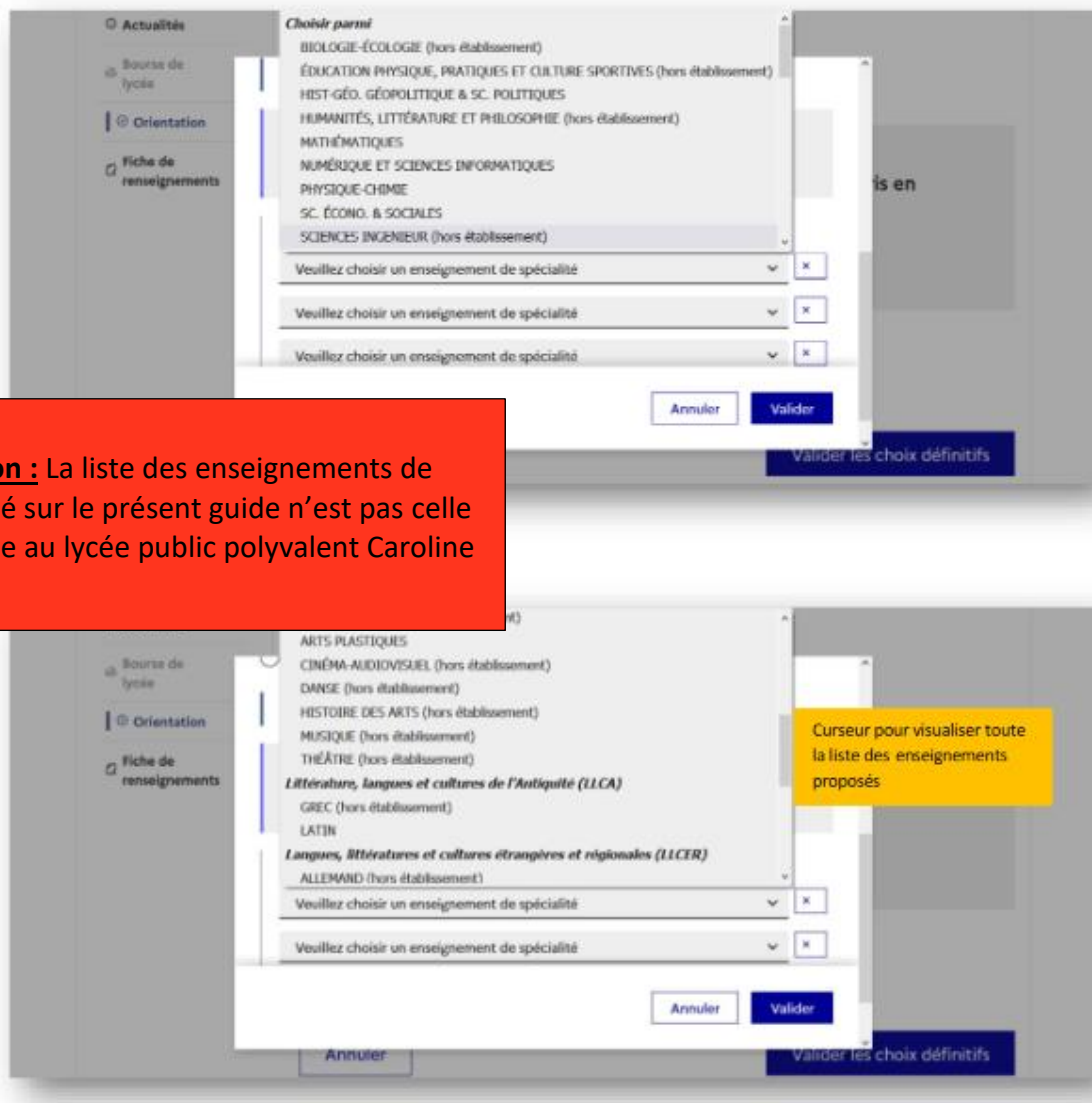 Actualités
Choisir parmi
BIOLOGIE-ÉCOLOGIE (hors établissement)
Bourse de
lycée
ÉDUCATION PHYSIQUE, PRATIQUES ET CULTURE SPORTIVES (hors établissement)
HIST-GÉO. GÉOPOLITIQUE & SC. POLITIQUES
Orientation
HUMANITÉS, LITTÉRATURE ET PHILOSOPHIE (hors établissement)
MATHÉMATIQUES
Fiche de
renseignements
NUMÉRIQUE ET SCIENCES INFORMATIQUES
PHYSIQUE-CHIMIE
is en
SC. ÉCONO. & SOCIALES
SCIENCES INGENIEUR (hors établissement)
Veuillez choisir un enseignement de spécialité
Veuillez choisir un enseignement de spécialité
Veuillez choisir un enseignement de spécialité
Annuler Valider
Valider les choix définitifs
on : La liste des enseignements de
é sur le présent guide n’est pas celle
e au lycée public polyvalent Caroline
ARTS PLASTIQUES
Bourse de
lycée
CINÉMA-AUDIOVISUEL (hors établissement)
DANSE (hors établissement)
Orientation
HISTOIRE DES ARTS (hors établissement)
MUSIQUE (hors établissement)
Fiche de
renseignements
THÉÂTRE (hors établissement)
Littérature, langues et cultures de l'Antiquité (LLCA)
GREC (hors établissement)
LATIN
Langues, littératures et cultures étrangères et régionales (LLCER)
ALLEMAND (hors établissement)
Curseur pour visualiser toute
la liste des enseignements
proposés
Veuillez choisir un enseignement de spécialité
Veuillez choisir un enseignement de spécialité
Annuler Valider
Annuler
Valider les choix définitifs